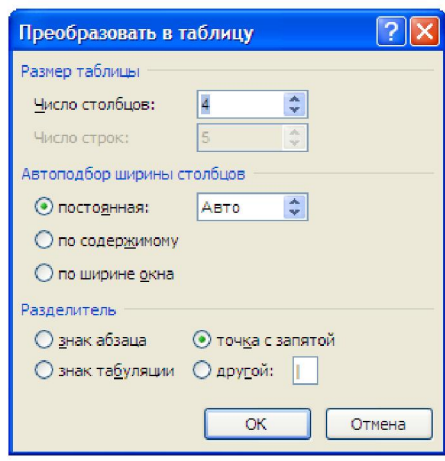 Преобразовать в таблицу
Размер таблицы
Число столбцов: 4
Число строк: 5
Автоподбор ширины столбцов
постоянная: Авто
по содержимому
по ширине окна
Разделитель
знак абзаца точка с запятой
знак табуляции другой: |
ОК Отмена